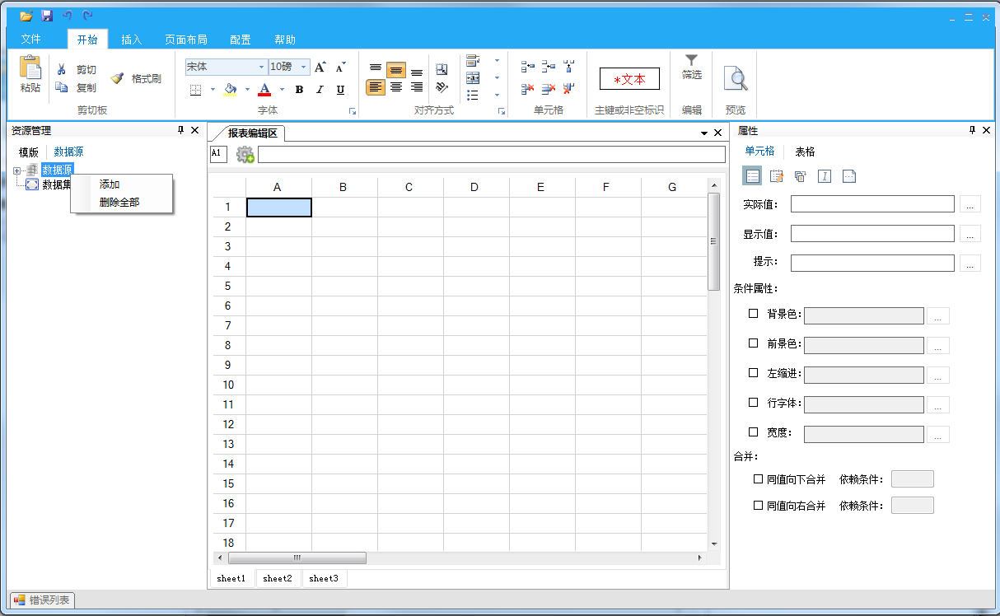 文件 开始 插入 页面布局 配置 帮助
粘贴 剪切 复制 格式刷
宋体 10磅 A A
B I U A
*文本
筛选
预览
剪切板 字体 对齐方式 单元格 主键或非空标识 编辑 预览
资源管理
模版 数据源
数据源
数据集
添加
删除全部
报表编辑区
A1
A B C D E F G
1
2
3
4
5
6
7
8
9
10
11
12
13
14
15
16
17
18
sheet1 sheet2 sheet3
属性
单元格 表格
实际值: ...
显示值: ...
提示: ...
条件属性:
背景色: ...
前景色: ...
左缩进: ...
行字体: ...
宽度: ...
合并:
同值向下合并 依赖条件:
同值向右合并 依赖条件:
错误列表